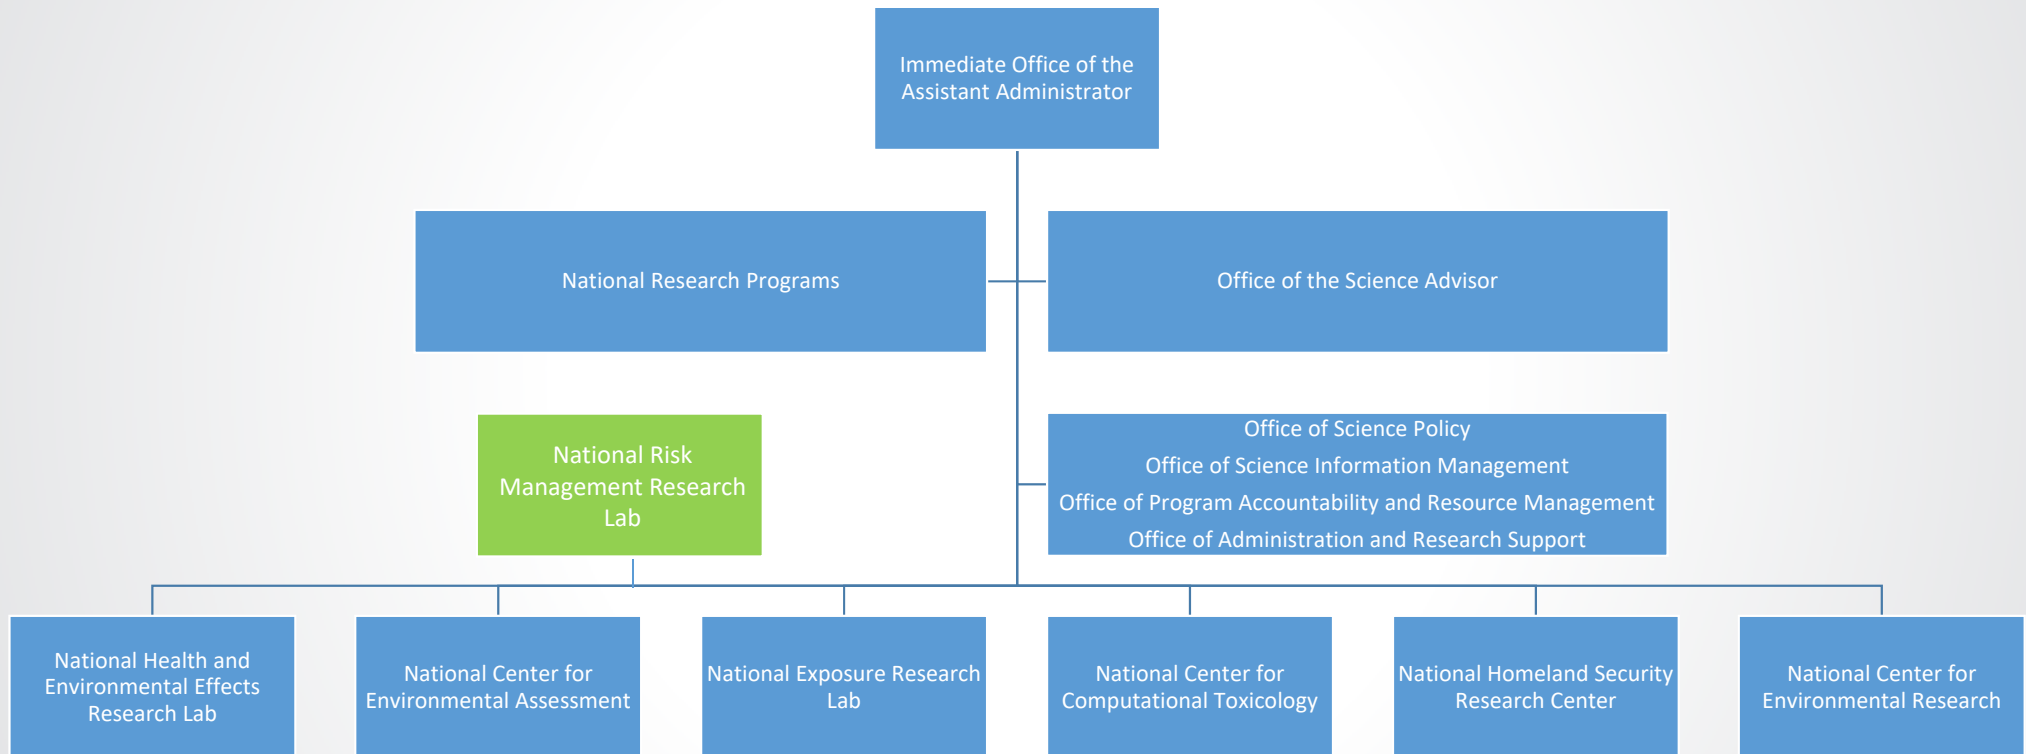 Immediate Office of the
Assistant Administrator
National Research Programs
Office of the Science Advisor
National Risk
Management Research
Lab
Office of Science Policy
Office of Science Information Management
Office of Program Accountability and Resource Management
Office of Administration and Research Support
National Health and
Environmental Effects
Research Lab
National Center for
Environmental Assessment
National Exposure Research
Lab
National Center for
Computational Toxicology
National Homeland Security
Research Center
National Center for
Environmental Research